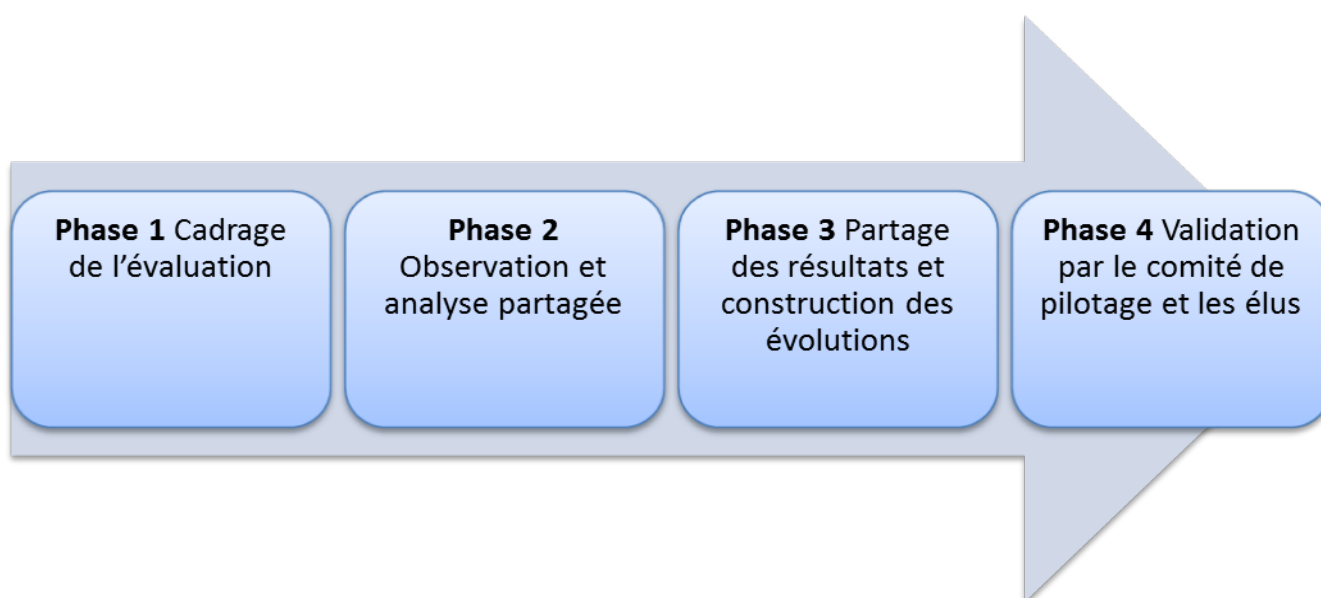 Phase 1 Cadrage
de l’évaluation
Phase 2
Observation et
analyse partagée
Phase 3 Partage
des résultats et
construction des
évolutions
Phase 4 Validation
par le comité de
pilotage et les élus